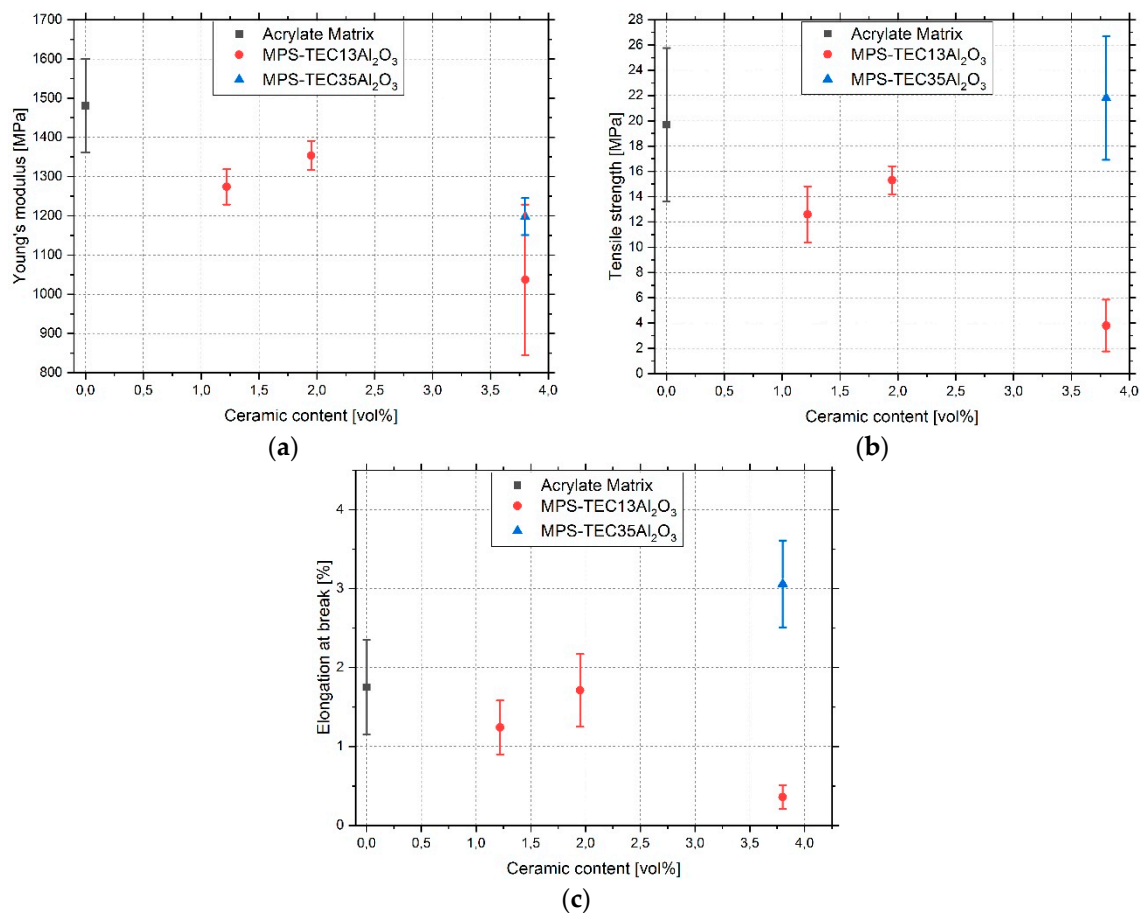 1700
1600
1500
1400
1300
1200
1100
1000
900
800
Young's modulus [MPa]
Acrylate Matrix
MPS-TEC13Al₂O₃
MPS-TEC35Al₂O₃
0,0 0,5 1,0 1,5 2,0 2,5 3,0 3,5 4,0
Ceramic content [vol%]
(a)
28
26
24
22
20
18
16
14
12
10
8
6
4
2
0
Tensile strength [MPa]
Acrylate Matrix
MPS-TEC13Al₂O₃
MPS-TEC35Al₂O₃
0,0 0,5 1,0 1,5 2,0 2,5 3,0 3,5 4,0
Ceramic content [vol%]
(b)
4
3
2
1
0
Elongation at break [%]
Acrylate Matrix
MPS-TEC13Al₂O₃
MPS-TEC35Al₂O₃
0,0 0,5 1,0 1,5 2,0 2,5 3,0 3,5 4,0
Ceramic content [vol%]
(c)